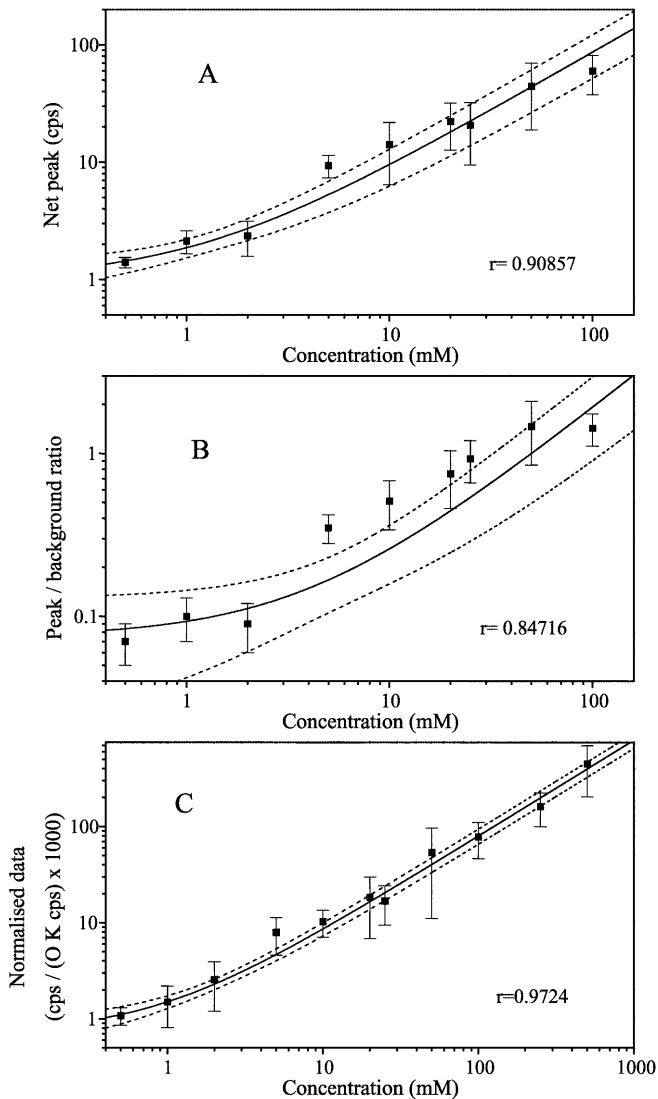 A
100
10
1
Net peak (cps)
r= 0.90857
1
10
100
Concentration (mM)
B
1
0.1
Peak / background ratio
r= 0.84716
1
10
100
Concentration (mM)
C
100
10
1
Normalised data
(cps / (O K cps) x 1000)
r=0.9724
1
10
100
1000
Concentration (mM)